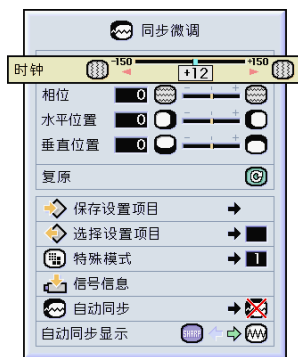 同步微调
时钟 -150 +12 +150
相位 0 - +
水平位置 0 - +
垂直位置 0 - +
复原
保存设置项目
选择设置项目
特殊模式 1
信号信息
自动同步
自动同步显示 SHARP